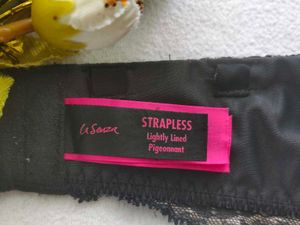 La Senza
STRAPLESS
Lightly Lined
Pigeonnant